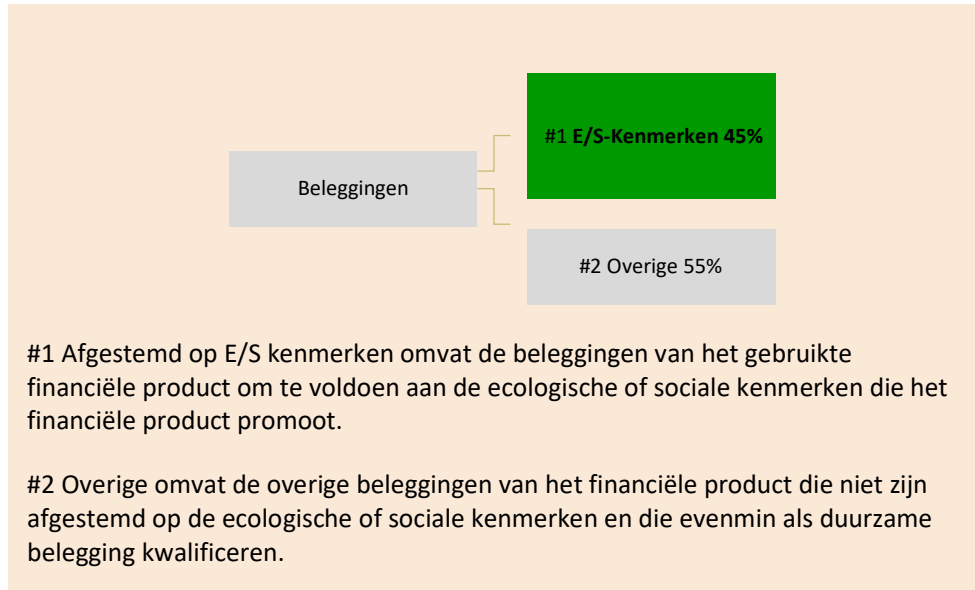 #1 E/S-Kenmerken 45%
Beleggingen
#2 Overige 55%
#1 Afgestemd op E/S kenmerken omvat de beleggingen van het gebruikte
financiële product om te voldoen aan de ecologische of sociale kenmerken die het
financiële product promoot.
#2 Overige omvat de overige beleggingen van het financiële product die niet zijn
afgestemd op de ecologische of sociale kenmerken en die evenmin als duurzame
belegging kwalificeren.